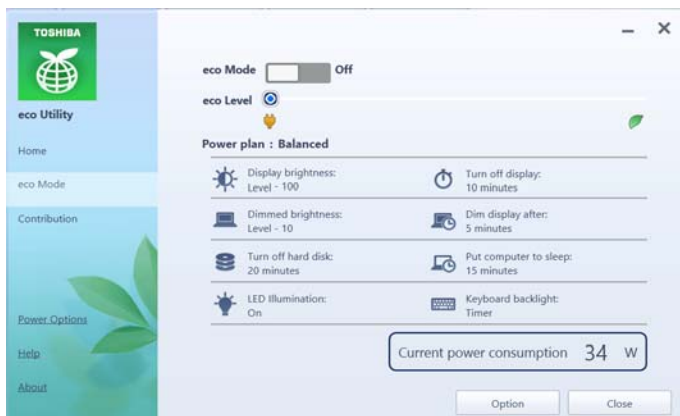 TOSHIBA
eco Utility
Home
eco Mode
Contribution
Power Options
Help
About
eco Mode Off
eco Level
Power plan : Balanced
Display brightness:
Level - 100
Turn off display:
10 minutes
Dimmed brightness:
Level - 10
Dim display after:
5 minutes
Turn off hard disk:
20 minutes
Put computer to sleep:
15 minutes
LED Illumination:
On
Keyboard backlight:
Timer
Current power consumption 34 W
Option
Close